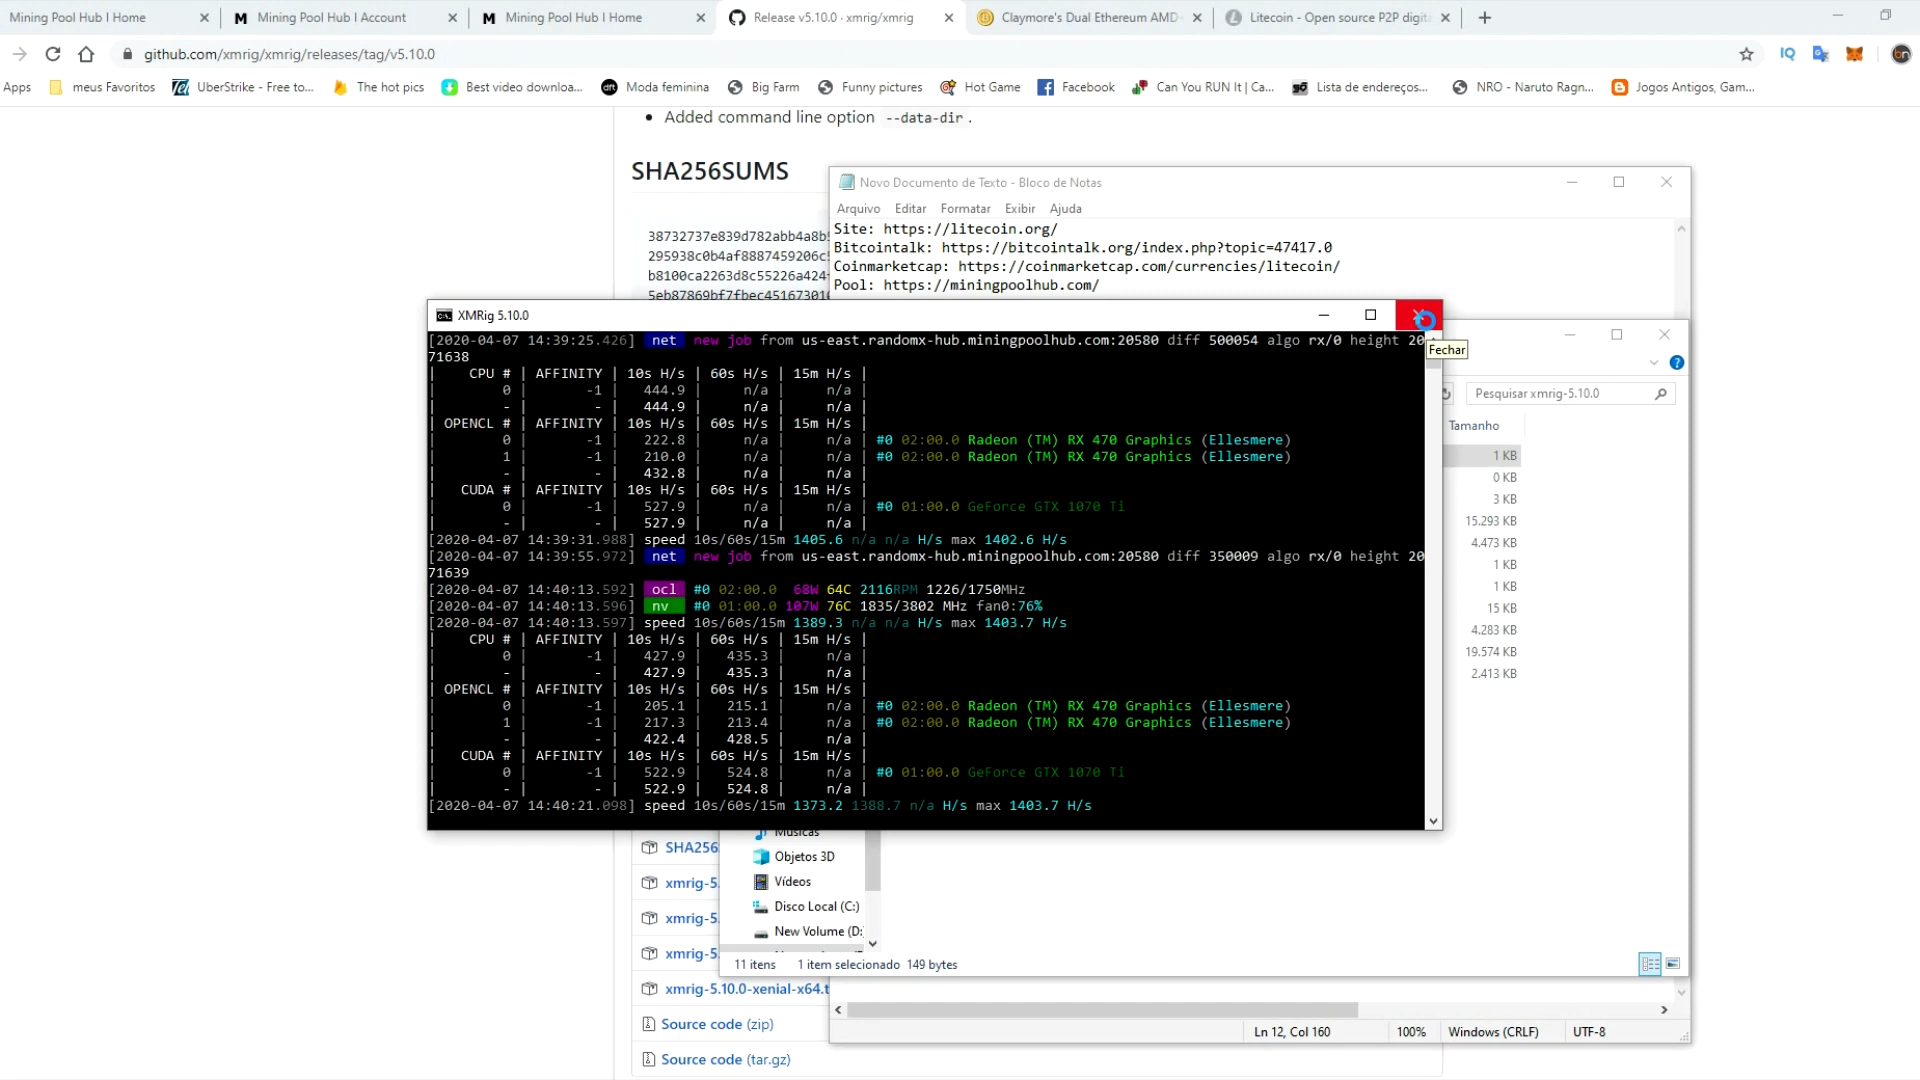 Mining Pool Hub l Home
Mining Pool Hub l Account
Mining Pool Hub l Home
Release v5.10.0 · xmrig/xmrig
Claymore's Dual Ethereum AMD
Litecoin - Open source P2P digita
github.com/xmrig/xmrig/releases/tag/v5.10.0
Apps
meus Favoritos
UberStrike - Free to...
The hot pics
Best video downloa...
Moda feminina
Big Farm
Funny pictures
Hot Game
Facebook
Can You RUN It | Ca...
Lista de endereços...
NRO - Naruto Ragn...
Jogos Antigos, Gam...
Added command line option --data-dir.
SHA256SUMS
Novo Documento de Texto - Bloco de Notas
Arquivo Editar Formatar Exibir Ajuda
Site: https://litecoin.org/
Bitcointalk: https://bitcointalk.org/index.php?topic=47417.0
Coinmarketcap: https://coinmarketcap.com/currencies/litecoin/
Pool: https://miningpoolhub.com/
38732737e839d782abb4a8b
295938c0b4af8887459206c
b8100ca2263d8c55226a424
5eb87869bf7fbec45167301
XMRig 5.10.0
Fechar
[2020-04-07 14:39:25.426] net new job from us-east.randomx-hub.miningpoolhub.com:20580 diff 500054 algo rx/0 height 20
71638
| CPU # | AFFINITY | 10s H/s | 60s H/s | 15m H/s |
| 0 | -1 | 444.9 | n/a | n/a |
| - | - | 444.9 | n/a | n/a |
| OPENCL # | AFFINITY | 10s H/s | 60s H/s | 15m H/s |
| 0 | -1 | 222.8 | n/a | n/a | #0 02:00.0 Radeon (TM) RX 470 Graphics (Ellesmere)
| 1 | -1 | 210.0 | n/a | n/a | #0 02:00.0 Radeon (TM) RX 470 Graphics (Ellesmere)
| - | - | 432.8 | n/a | n/a |
| CUDA # | AFFINITY | 10s H/s | 60s H/s | 15m H/s |
| 0 | -1 | 527.9 | n/a | n/a | #0 01:00.0 GeForce GTX 1070 Ti
| - | - | 527.9 | n/a | n/a |
[2020-04-07 14:39:31.988] speed 10s/60s/15m 1405.6 n/a n/a H/s max 1402.6 H/s
[2020-04-07 14:39:55.972] net new job from us-east.randomx-hub.miningpoolhub.com:20580 diff 350009 algo rx/0 height 20
71639
[2020-04-07 14:40:13.592] ocl #0 02:00.0 68W 64C 2116RPM 1226/1750MHz
[2020-04-07 14:40:13.596] nv #0 01:00.0 107W 76C 1835/3802 MHz fan0:76%
[2020-04-07 14:40:13.597] speed 10s/60s/15m 1389.3 n/a n/a H/s max 1403.7 H/s
| CPU # | AFFINITY | 10s H/s | 60s H/s | 15m H/s |
| 0 | -1 | 427.9 | 435.3 | n/a |
| - | - | 427.9 | 435.3 | n/a |
| OPENCL # | AFFINITY | 10s H/s | 60s H/s | 15m H/s |
| 0 | -1 | 205.1 | 215.1 | n/a | #0 02:00.0 Radeon (TM) RX 470 Graphics (Ellesmere)
| 1 | -1 | 217.3 | 213.4 | n/a | #0 02:00.0 Radeon (TM) RX 470 Graphics (Ellesmere)
| - | - | 422.4 | 428.5 | n/a |
| CUDA # | AFFINITY | 10s H/s | 60s H/s | 15m H/s |
| 0 | -1 | 522.9 | 524.8 | n/a | #0 01:00.0 GeForce GTX 1070 Ti
| - | - | 522.9 | 524.8 | n/a |
[2020-04-07 14:40:21.098] speed 10s/60s/15m 1373.2 1388.7 n/a H/s max 1403.7 H/s
Pesquisar xmrig-5.10.0
Tamanho
1 KB
0 KB
3 KB
15.293 KB
4.473 KB
1 KB
1 KB
15 KB
4.283 KB
19.574 KB
2.413 KB
Músicas
Objetos 3D
Vídeos
Disco Local (C:)
New Volume (D:
11 itens 1 item selecionado 149 bytes
SHA256
xmrig-5.
xmrig-5.
xmrig-5.
xmrig-5.10.0-xenial-x64.t
Source code (zip)
Source code (tar.gz)
Ln 12, Col 160
100%
Windows (CRLF)
UTF-8